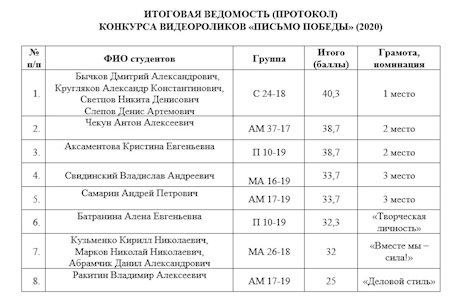 ИТОГОВАЯ ВЕДОМОСТЬ (ПРОТОКОЛ)
КОНКУРСА ВИДЕОРОЛИКОВ «ПИСЬМО ПОБЕДЫ» (2020)
№ п/п ФИО студентов Группа Итого (баллы) Грамота, номинация
1. Бычков Дмитрий Александрович,
Кругляков Александр Константинович,
Светцов Никита Денисович
Слепов Денис Артемович
С 24-18 40,3 1 место
2. Чекун Антон Алексеевич АМ 37-17 38,7 2 место
3. Аксаментова Кристина Евгеньевна П 10-19 38,7 2 место
4. Свидинский Владислав Андреевич МА 16-19 33,7 3 место
5. Самарин Андрей Петрович АМ 17-19 33,7 3 место
6. Батранина Алена Евгеньевна П 10-19 32,3 «Творческая
личность»
7. Кузьменко Кирилл Николаевич,
Марков Николай Николаевич,
Абрамчик Данил Александрович
МА 26-18 32 «Вместе мы –
сила!»
8. Ракитин Владимир Алексеевич АМ 17-19 25 «Деловой стиль»